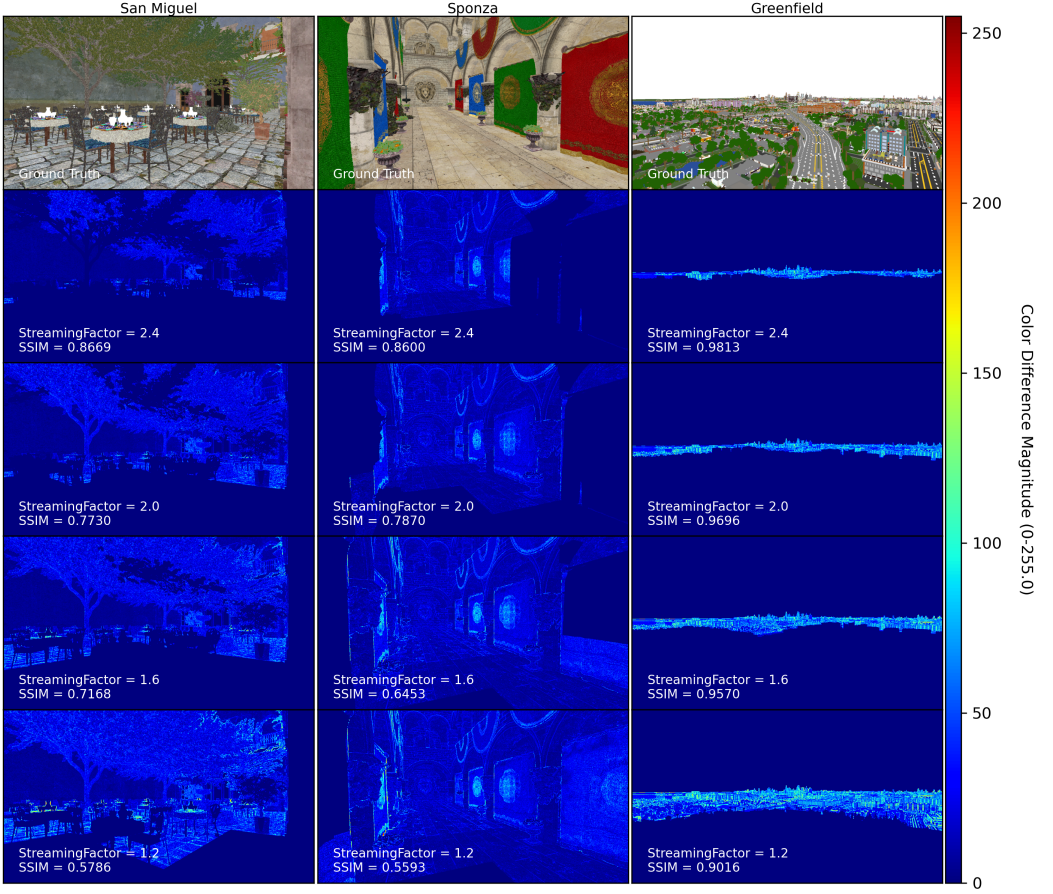 San Miguel
Sponza
Greenfield
Ground Truth
Ground Truth
Ground Truth
StreamingFactor = 2.4
SSIM = 0.8669
StreamingFactor = 2.4
SSIM = 0.8600
StreamingFactor = 2.4
SSIM = 0.9813
StreamingFactor = 2.0
SSIM = 0.7730
StreamingFactor = 2.0
SSIM = 0.7870
StreamingFactor = 2.0
SSIM = 0.9696
StreamingFactor = 1.6
SSIM = 0.7168
StreamingFactor = 1.6
SSIM = 0.6453
StreamingFactor = 1.6
SSIM = 0.9570
StreamingFactor = 1.2
SSIM = 0.5786
StreamingFactor = 1.2
SSIM = 0.5593
StreamingFactor = 1.2
SSIM = 0.9016
250
200
150
100
50
0
Color Difference Magnitude (0-255.0)